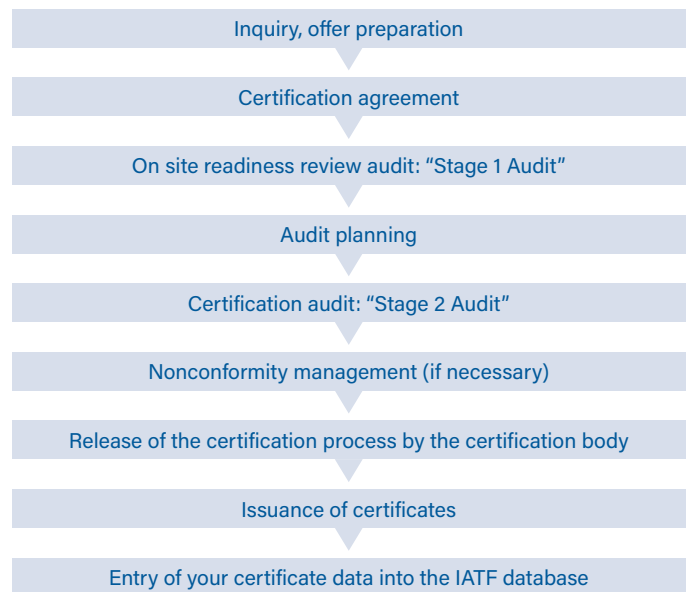 Inquiry, offer preparation
Certification agreement
On site readiness review audit: “Stage 1 Audit”
Audit planning
Certification audit: “Stage 2 Audit”
Nonconformity management (if necessary)
Release of the certification process by the certification body
Issuance of certificates
Entry of your certificate data into the IATF database